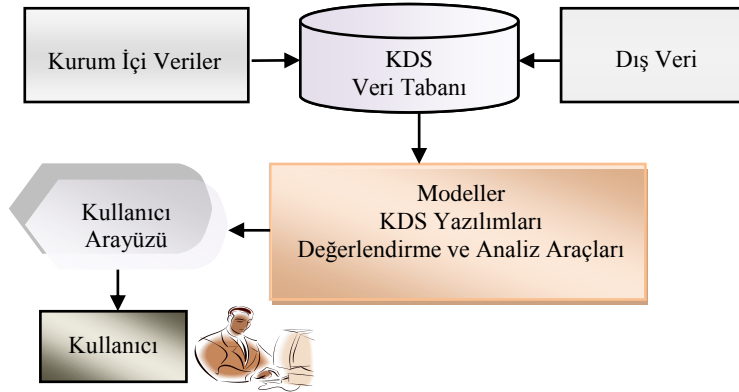 Kurum İçi Veriler
KDS
Veri Tabanı
Dış Veri
Modeller
KDS Yazılımları
Değerlendirme ve Analiz Araçları
Kullanıcı
Arayüzü
Kullanıcı